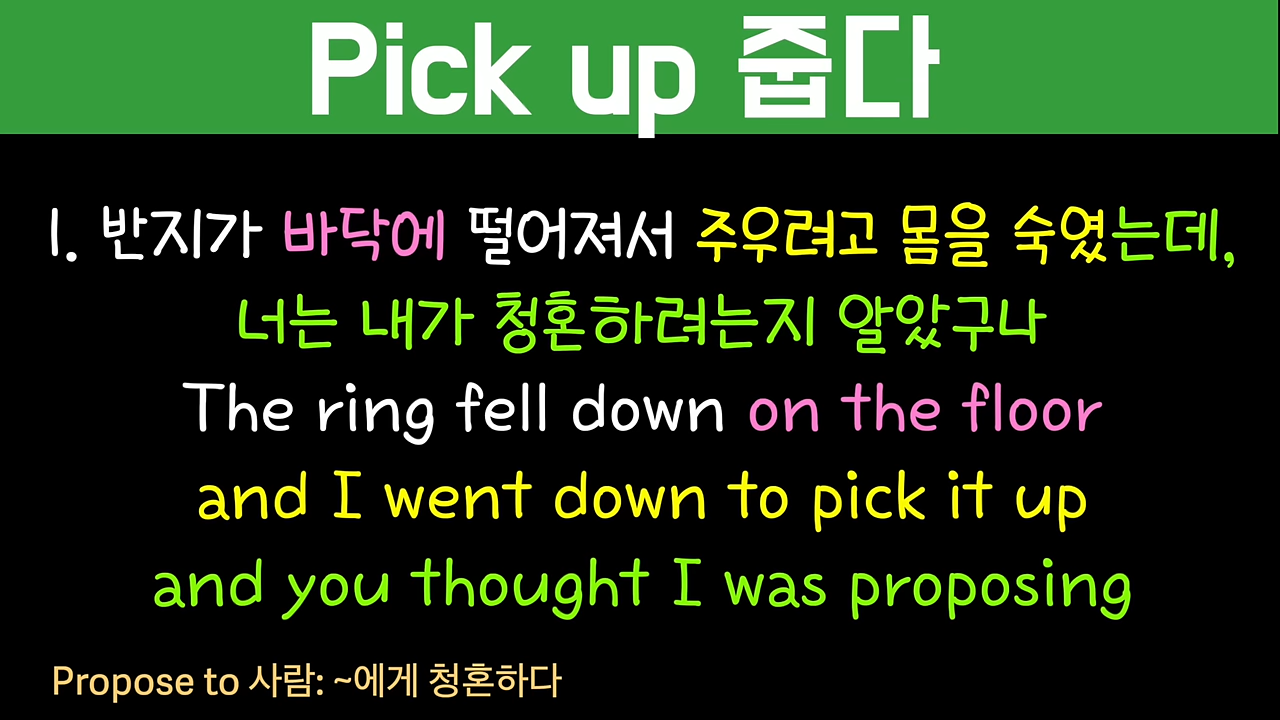 Pick up 줍다
1. 반지가 바닥에 떨어져서 주우려고 몸을 숙였는데,
너는 내가 청혼하려는지 알았구나
The ring fell down on the floor
and I went down to pick it up
and you thought I was proposing
Propose to 사람: ~에게 청혼하다